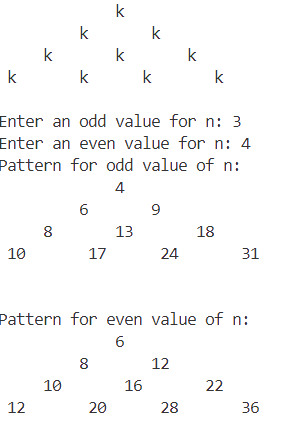 k
k k
k k k
k k k k
Enter an odd value for n: 3
Enter an even value for n: 4
Pattern for odd value of n:
4
6 9
8 13 18
10 17 24 31
Pattern for even value of n:
6
8 12
10 16 22
12 20 28 36